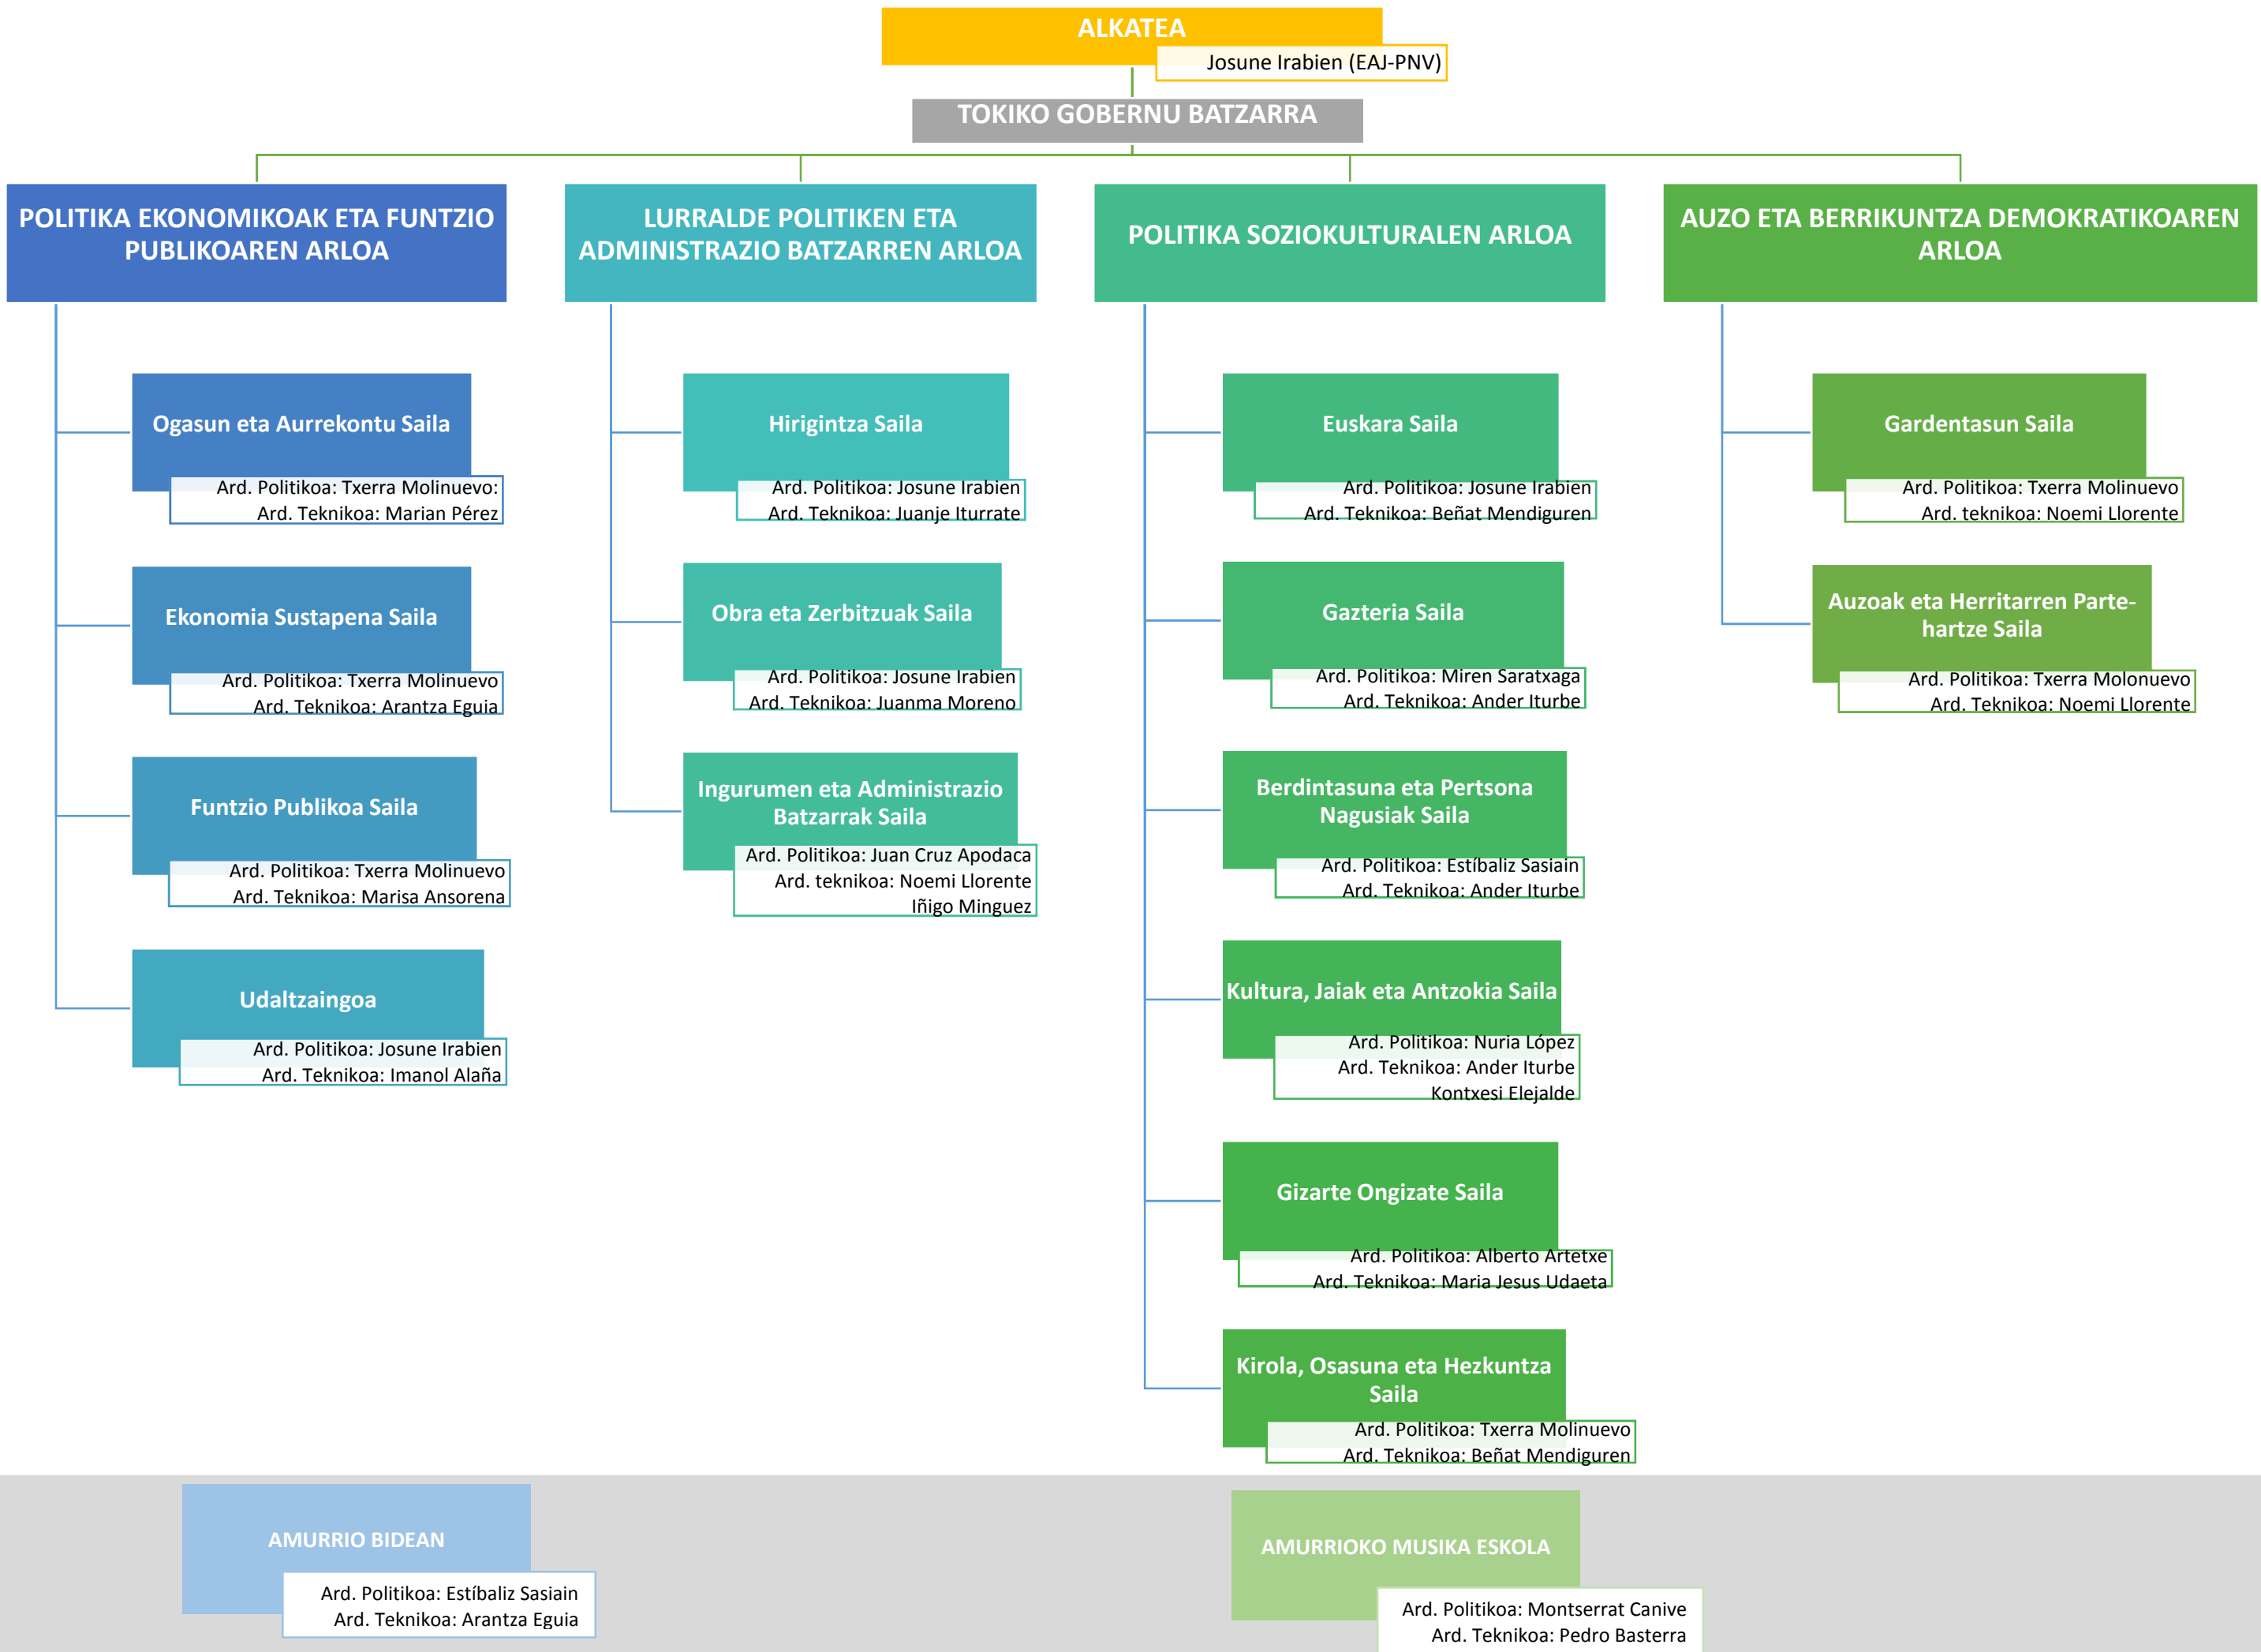 ALKATEA
Josune Irabien (EAJ-PNV)
TOKIKO GOBERNU BATZARRA
POLITIKA EKONOMIKOAK ETA FUNTZIO
PUBLIKOAREN ARLOA
Ogasun eta Aurrekontu Saila
Ard. Politikoa: Txerra Molinuevo:
Ard. Teknikoa: Marian Pérez
Ekonomia Sustapena Saila
Ard. Politikoa: Txerra Molinuevo
Ard. Teknikoa: Arantza Eguia
Funtzio Publikoa Saila
Ard. Politikoa: Txerra Molinuevo
Ard. Teknikoa: Marisa Ansorena
Udaltzaingoa
Ard. Politikoa: Josune Irabien
Ard. Teknikoa: Imanol Alaña
LURRALDE POLITIKEN ETA
ADMINISTRAZIO BATZARREN ARLOA
Hirigintza Saila
Ard. Politikoa: Josune Irabien
Ard. Teknikoa: Juanje Iturrate
Obra eta Zerbitzuak Saila
Ard. Politikoa: Josune Irabien
Ard. Teknikoa: Juanma Moreno
Ingurumen eta Administrazio
Batzarrak Saila
Ard. Politikoa: Juan Cruz Apodaca
Ard. teknikoa: Noemi Llorente
Iñigo Minguez
POLITIKA SOZIOKULTURALEN ARLOA
Euskara Saila
Ard. Politikoa: Josune Irabien
Ard. Teknikoa: Beñat Mendiguren
Gazteria Saila
Ard. Politikoa: Miren Saratxaga
Ard. Teknikoa: Ander Iturbe
Berdintasuna eta Pertsona
Nagusiak Saila
Ard. Politikoa: Estíbaliz Sasiain
Ard. Teknikoa: Ander Iturbe
Kultura, Jaiak eta Antzokia Saila
Ard. Politikoa: Nuria López
Ard. Teknikoa: Ander Iturbe
Kontxesi Elejalde
Gizarte Ongizate Saila
Ard. Politikoa: Alberto Artetxe
Ard. Teknikoa: Maria Jesus Udaeta
Kirola, Osasuna eta Hezkuntza
Saila
Ard. Politikoa: Txerra Molinuevo
Ard. Teknikoa: Beñat Mendiguren
AUZO ETA BERRIKUNTZA DEMOKRATIKOAREN
ARLOA
Gardentasun Saila
Ard. Politikoa: Txerra Molinuevo
Ard. teknikoa: Noemi Llorente
Auzoak eta Herritarren Parte-
hartze Saila
Ard. Politikoa: Txerra Molonuevo
Ard. Teknikoa: Noemi Llorente
AMURRIO BIDEAN
Ard. Politikoa: Estíbaliz Sasiain
Ard. Teknikoa: Arantza Eguia
AMURRIOKO MUSIKA ESKOLA
Ard. Politikoa: Montserrat Canive
Ard. Teknikoa: Pedro Basterra